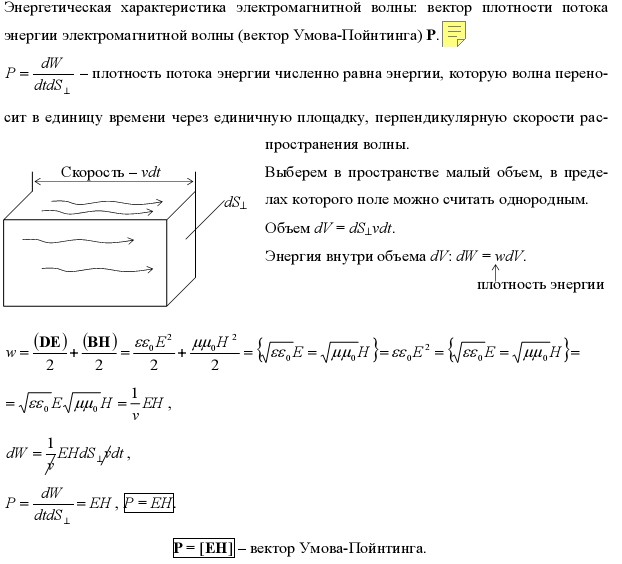 Энергетическая характеристика электромагнитной волны: вектор плотности потока
энергии электромагнитной волны (вектор Умова-Пойнтинга) P.
P = dW/(dtdS⊥) – плотность потока энергии численно равна энергии, которую волна перено-
сит в единицу времени через единичную площадку, перпендикулярную скорости рас-
пространения волны.
Скорость – vdt
dS⊥
Выберем в пространстве малый объем, в преде-
лах которого поле можно считать однородным.
Объем dV = dS⊥vdt.
Энергия внутри объема dV: dW = wdV.
плотность энергии
w = (DE)/2 + (BH)/2 = εε₀E²/2 + μμ₀H²/2 = {√εε₀E = √μμ₀H} = εε₀E² = {√εε₀E = √μμ₀H} =
= √εε₀E√μμ₀H = 1/v EH ,
dW = 1/v EHdS⊥vdt ,
P = dW/(dtdS⊥) = EH , P = EH.
P = [EH] – вектор Умова-Пойнтинга.